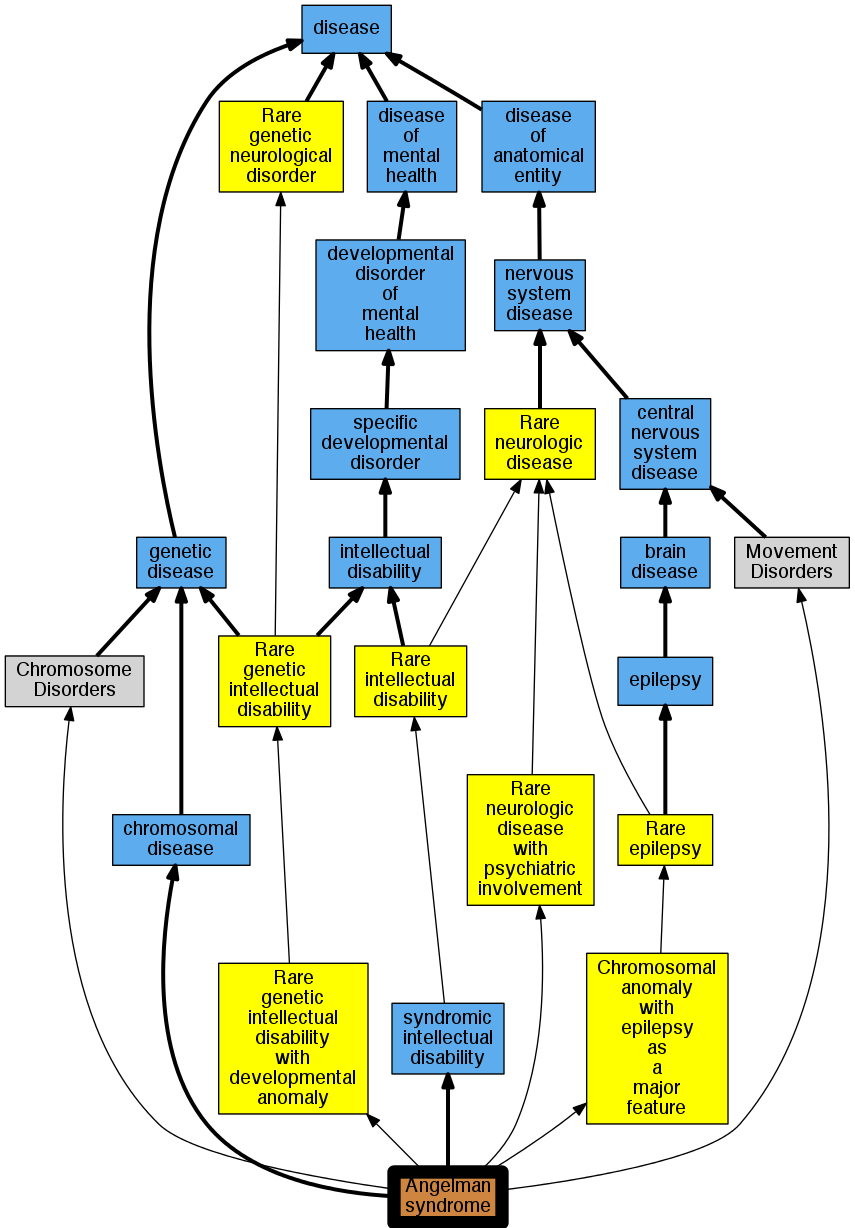 disease
Rare
genetic
neurological
disorder
disease
of
mental
health
disease
of
anatomical
entity
developmental
disorder
of
mental
health
nervous
system
disease
specific
developmental
disorder
Rare
neurologic
disease
central
nervous
system
disease
genetic
disease
intellectual
disability
brain
disease
Movement
Disorders
Chromosome
Disorders
Rare
genetic
intellectual
disability
Rare
intellectual
disability
epilepsy
chromosomal
disease
Rare
neurologic
disease
with
psychiatric
involvement
Rare
epilepsy
Rare
genetic
intellectual
disability
with
developmental
anomaly
syndromic
intellectual
disability
Chromosomal
anomaly
with
epilepsy
as
a
major
feature
Angelman
syndrome